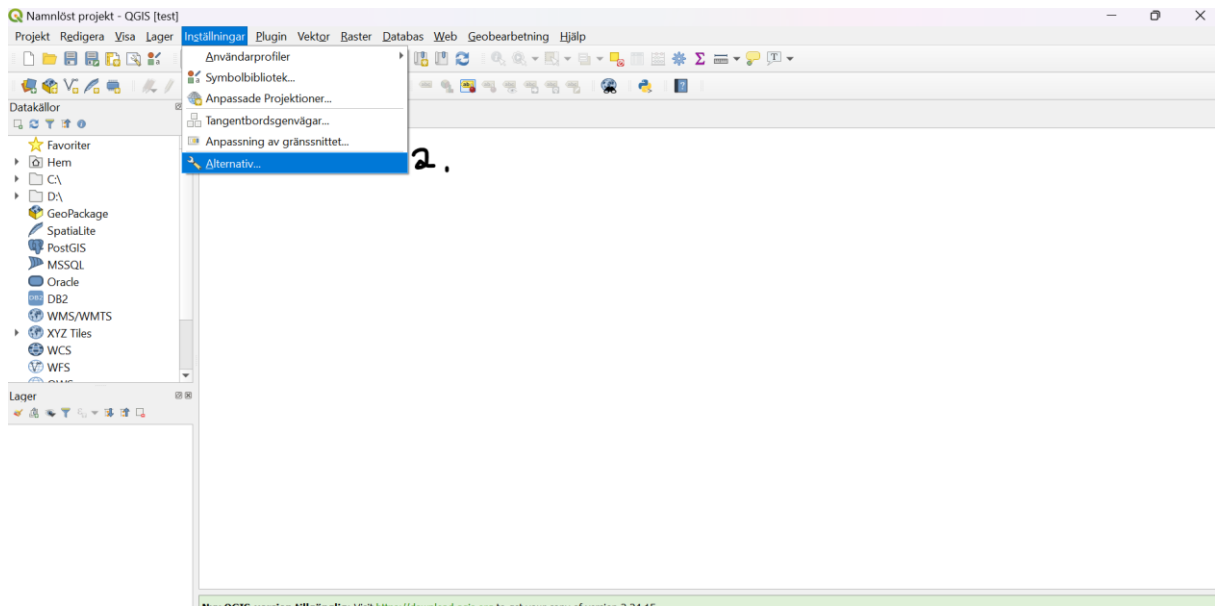 Namnlöst projekt - QGIS [test]
Projekt Redigera Visa Lager Inställningar Plugin Vektor Raster Databas Web Geobearbetning Hjälp
Användarprofiler
Symbolbibliotek...
Anpassade Projektioner...
Tangentbordsgenvägar...
Anpassning av gränssnittet...
Alternativ...
2.
Datakällor
Favoriter
Hem
C:\
D:\
GeoPackage
SpatiaLite
PostGIS
MSSQL
Oracle
DB2
DB2
WMS/WMTS
XYZ Tiles
WCS
WFS
Lager